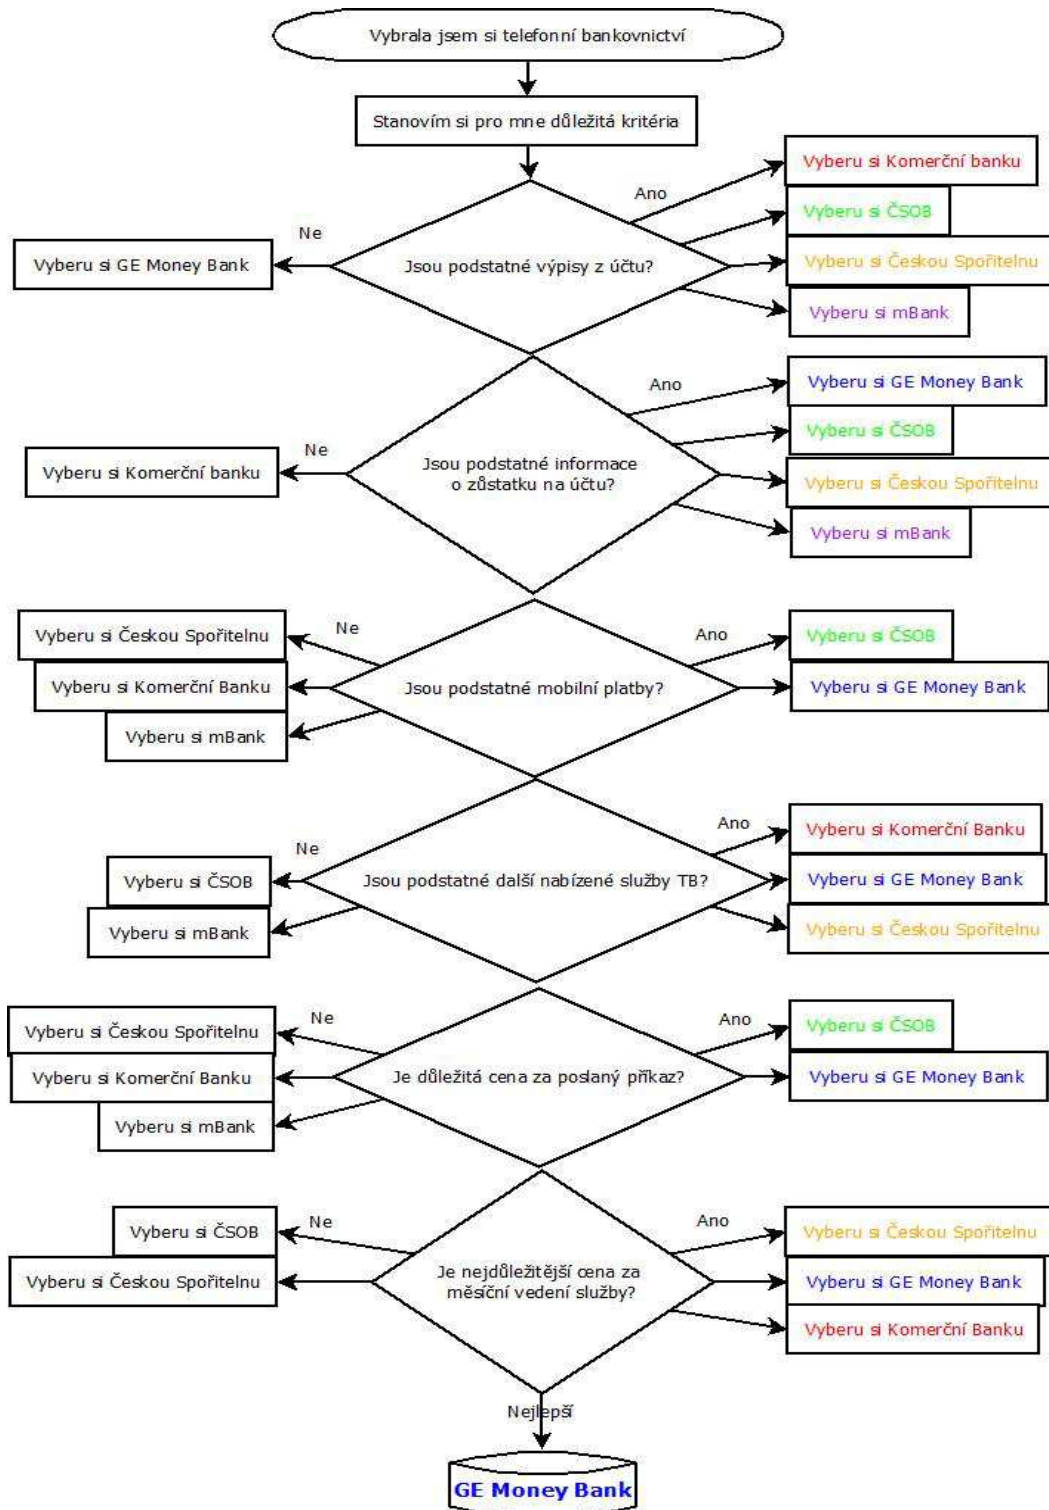 Vybrala jsem si telefonní bankovnictví
Stanovím si pro mne důležitá kritéria
Ano
Vyberu si Komerční banku
Vyberu si ČSOB
Ne
Vyberu si GE Money Bank
Jsou podstatné výpisy z účtu?
Vyberu si Českou Spořitelnu
Vyberu si mBank
Ano
Vyberu si GE Money Bank
Vyberu si ČSOB
Ne
Vyberu si Komerční banku
Jsou podstatné informace
o zůstatku na účtu?
Vyberu si Českou Spořitelnu
Vyberu si mBank
Ne
Vyberu si Českou Spořitelnu
Vyberu si Komerční Banku
Vyberu si mBank
Jsou podstatné mobilní platby?
Ano
Vyberu si ČSOB
Vyberu si GE Money Bank
Ne
Vyberu si ČSOB
Vyberu si mBank
Jsou podstatné další nabízené služby TB?
Ano
Vyberu si Komerční Banku
Vyberu si GE Money Bank
Vyberu si Českou Spořitelnu
Ne
Vyberu si Českou Spořitelnu
Vyberu si Komerční Banku
Vyberu si mBank
Je důležitá cena za poslaný příkaz?
Ano
Vyberu si ČSOB
Vyberu si GE Money Bank
Ne
Vyberu si ČSOB
Vyberu si Českou Spořitelnu
Je nejdůležitější cena za
měsíční vedení služby?
Ano
Vyberu si Českou Spořitelnu
Vyberu si GE Money Bank
Vyberu si Komerční Banku
Nejlepší
GE Money Bank